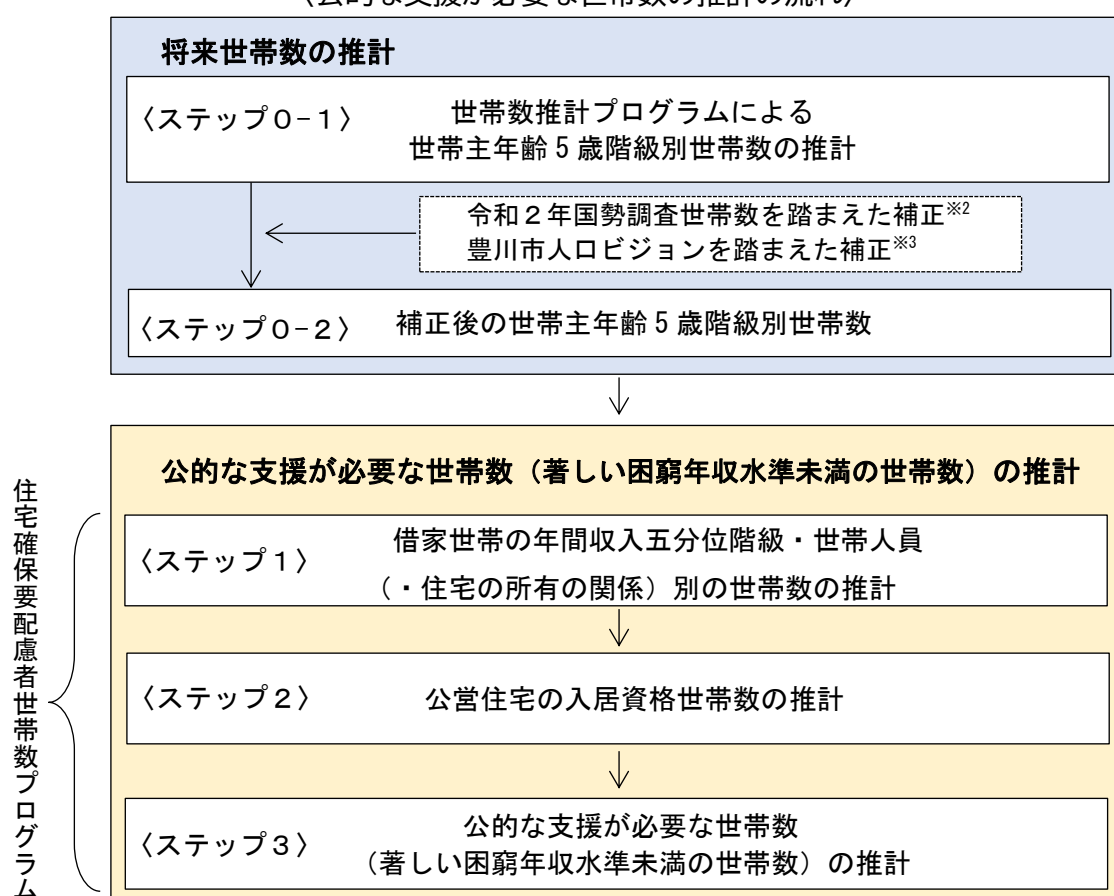 〈公的な支援が必要な世帯数の推計の流れ〉
将来世帯数の推計
〈ステップ０-１〉
世帯数推計プログラムによる
世帯主年齢５歳階級別世帯数の推計
令和２年国勢調査世帯数を踏まえた補正※2
豊川市人口ビジョンを踏まえた補正※3
〈ステップ０-２〉
補正後の世帯主年齢５歳階級別世帯数
公的な支援が必要な世帯数（著しい困窮年収水準未満の世帯数）の推計
住宅確保要配慮者世帯数プログラム
〈ステップ１〉
借家世帯の年間収入五分位階級・世帯人員
（・住宅の所有の関係）別の世帯数の推計
〈ステップ２〉
公営住宅の入居資格世帯数の推計
〈ステップ３〉
公的な支援が必要な世帯数
（著しい困窮年収水準未満の世帯数）の推計